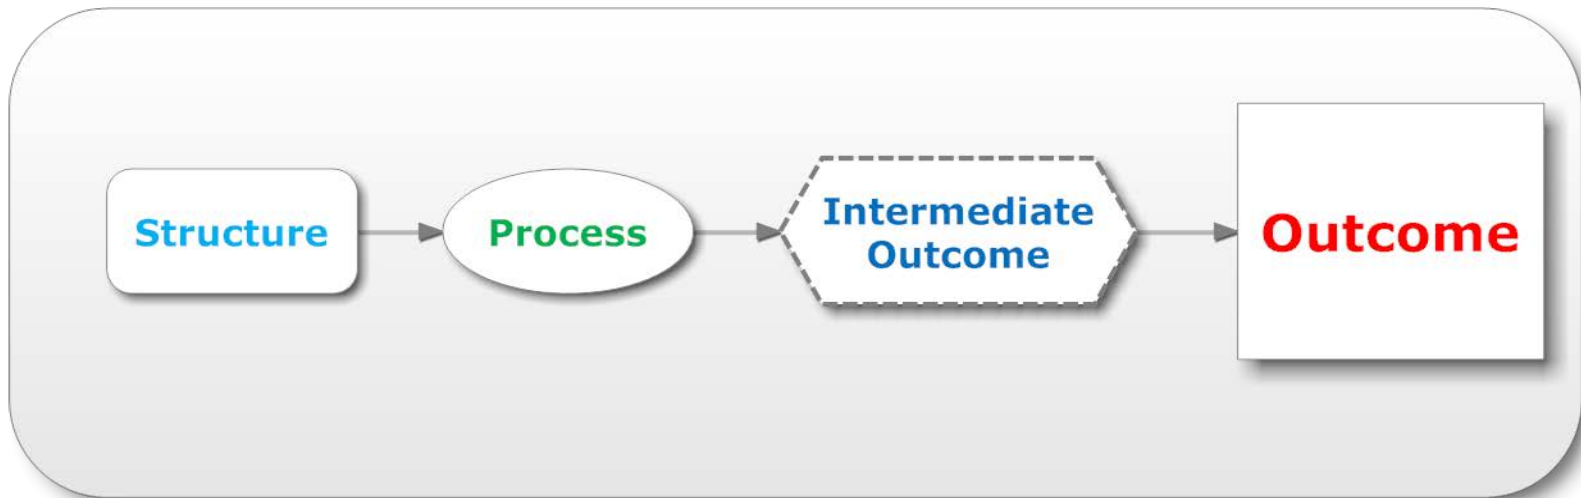 Structure
Process
Intermediate
Outcome
Outcome